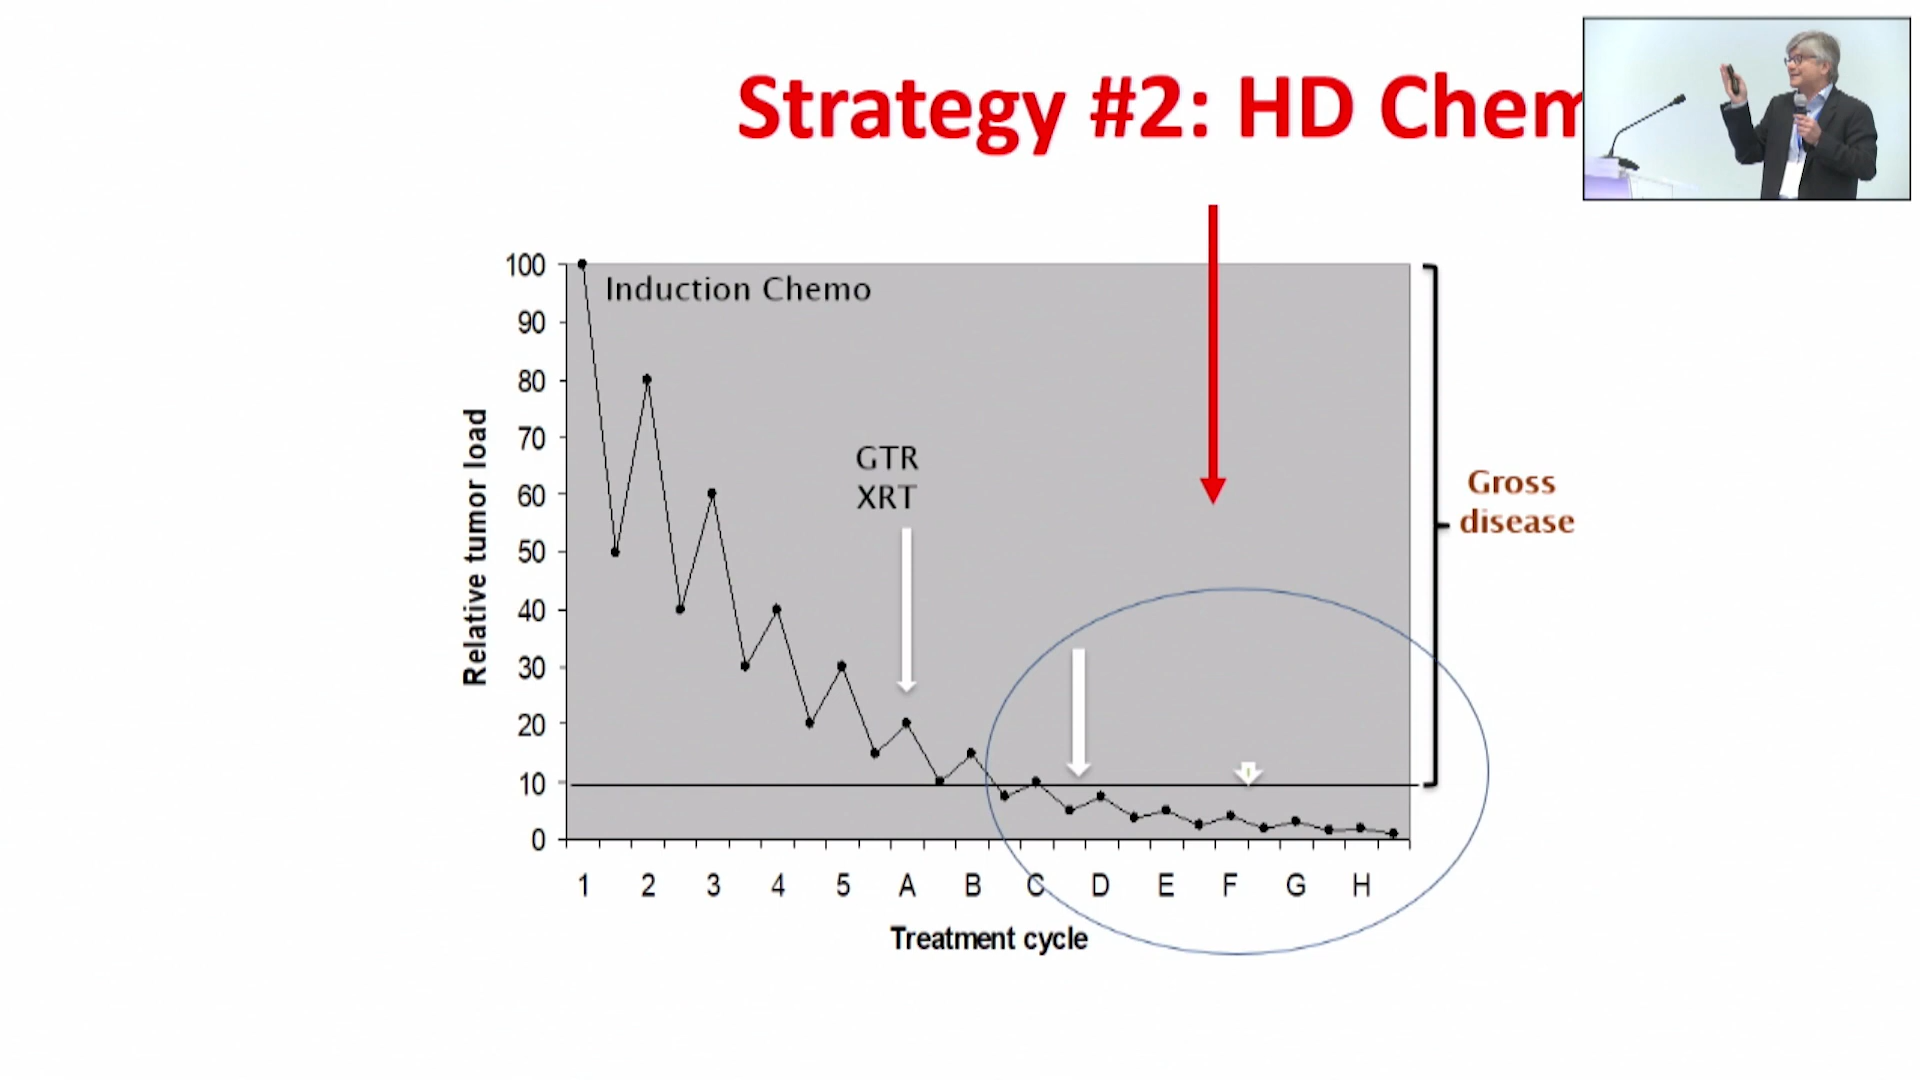 Strategy #2: HD Chem
Induction Chemo
GTR
XRT
Gross
disease
Relative tumor load
100
90
80
70
60
50
40
30
20
10
0
1 2 3 4 5 A B C D E F G H
Treatment cycle